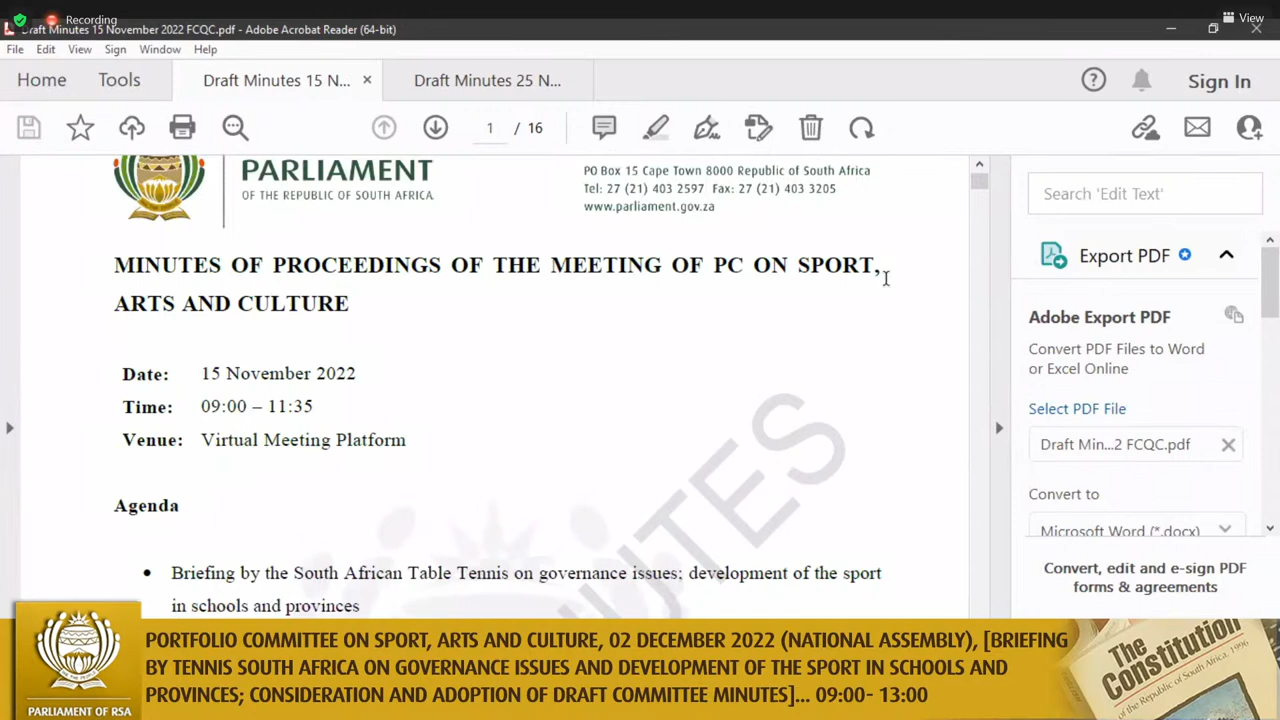 Recording
View
Draft Minutes 15 November 2022 FCQC.pdf - Adobe Acrobat Reader (64-bit)
File Edit View Sign Window Help
Home Tools Draft Minutes 15 N... × Draft Minutes 25 N... Sign In
1 / 16
PARLIAMENT
OF THE REPUBLIC OF SOUTH AFRICA
PO Box 15 Cape Town 8000 Republic of South Africa
Tel: 27 (21) 403 2597 Fax: 27 (21) 403 3205
www.parliament.gov.za
MINUTES OF PROCEEDINGS OF THE MEETING OF PC ON SPORT,
ARTS AND CULTURE
Date: 15 November 2022
Time: 09:00 – 11:35
Venue: Virtual Meeting Platform
Agenda
• Briefing by the South African Table Tennis on governance issues; development of the sport
in schools and provinces
Search 'Edit Text'
Export PDF
Adobe Export PDF
Convert PDF Files to Word
or Excel Online
Select PDF File
Draft Min...2 FCQC.pdf
Convert to
Microsoft Word (*.docx)
Convert, edit and e-sign PDF
forms & agreements
PARLIAMENT OF RSA
PORTFOLIO COMMITTEE ON SPORT, ARTS AND CULTURE, 02 DECEMBER 2022 (NATIONAL ASSEMBLY), [BRIEFING
BY TENNIS SOUTH AFRICA ON GOVERNANCE ISSUES AND DEVELOPMENT OF THE SPORT IN SCHOOLS AND
PROVINCES; CONSIDERATION AND ADOPTION OF DRAFT COMMITTEE MINUTES]... 09:00- 13:00
The
Constitution
of the Republic of South Africa, 1996